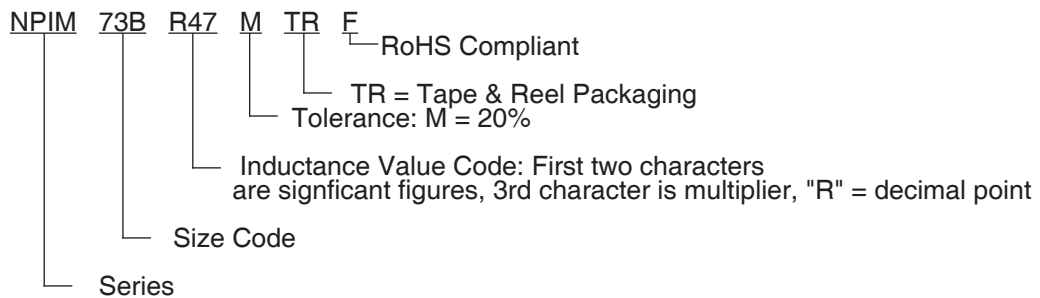 NPIM 73B R47 M TR F
RoHS Compliant
TR = Tape & Reel Packaging
Tolerance: M = 20%
Inductance Value Code: First two characters
are signficant figures, 3rd character is multiplier, "R" = decimal point
Size Code
Series